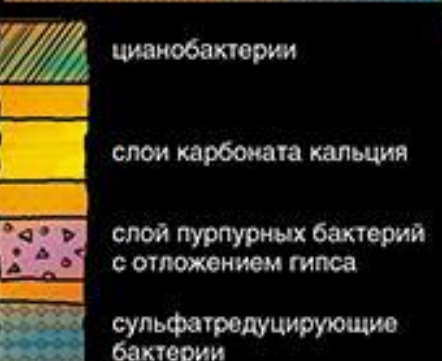 цианобактерии
слои карбоната кальция
слой пурпурных бактерий
с отложением гипса
сульфатредуцирующие
бактерии